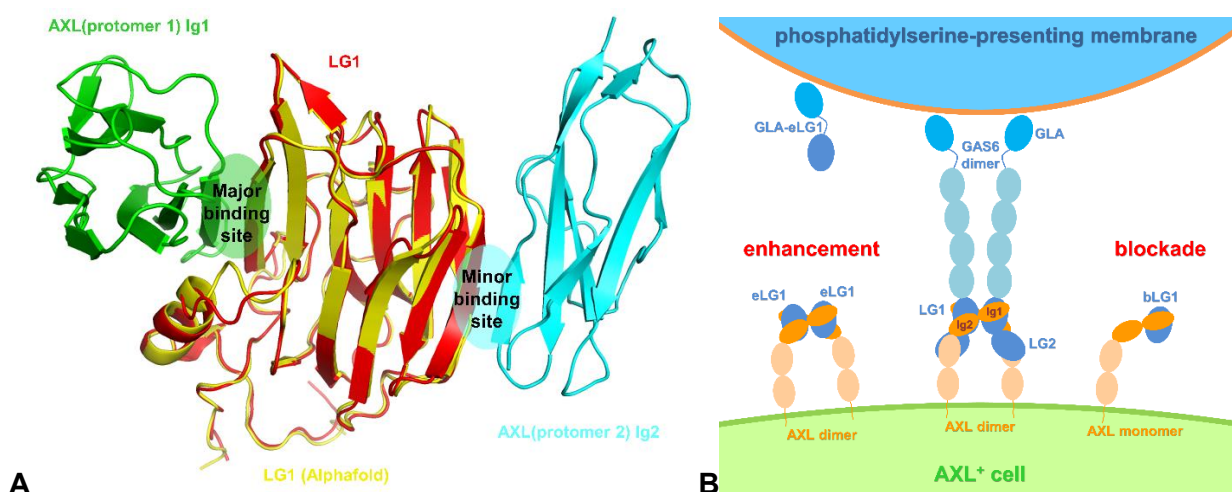 AXL(protomer 1) Ig1
LG1
Major
binding
site
Minor
binding
site
AXL(protomer 2) Ig2
LG1 (Alphafold)
A
phosphatidylserine-presenting membrane
GLA-eLG1
GAS6
dimer
GLA
enhancement
blockade
eLG1
eLG1
LG1
Ig2
Ig1
LG2
bLG1
AXL dimer
AXL dimer
AXL monomer
AXL⁺ cell
B